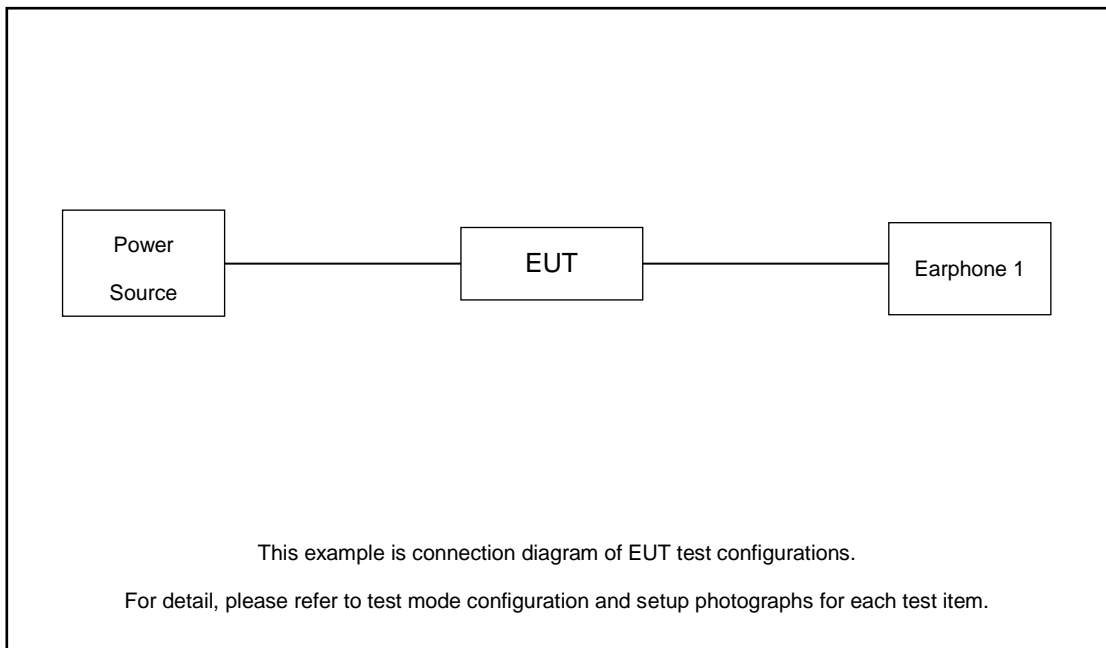 Power
Source
EUT
Earphone 1
This example is connection diagram of EUT test configurations.
For detail, please refer to test mode configuration and setup photographs for each test item.